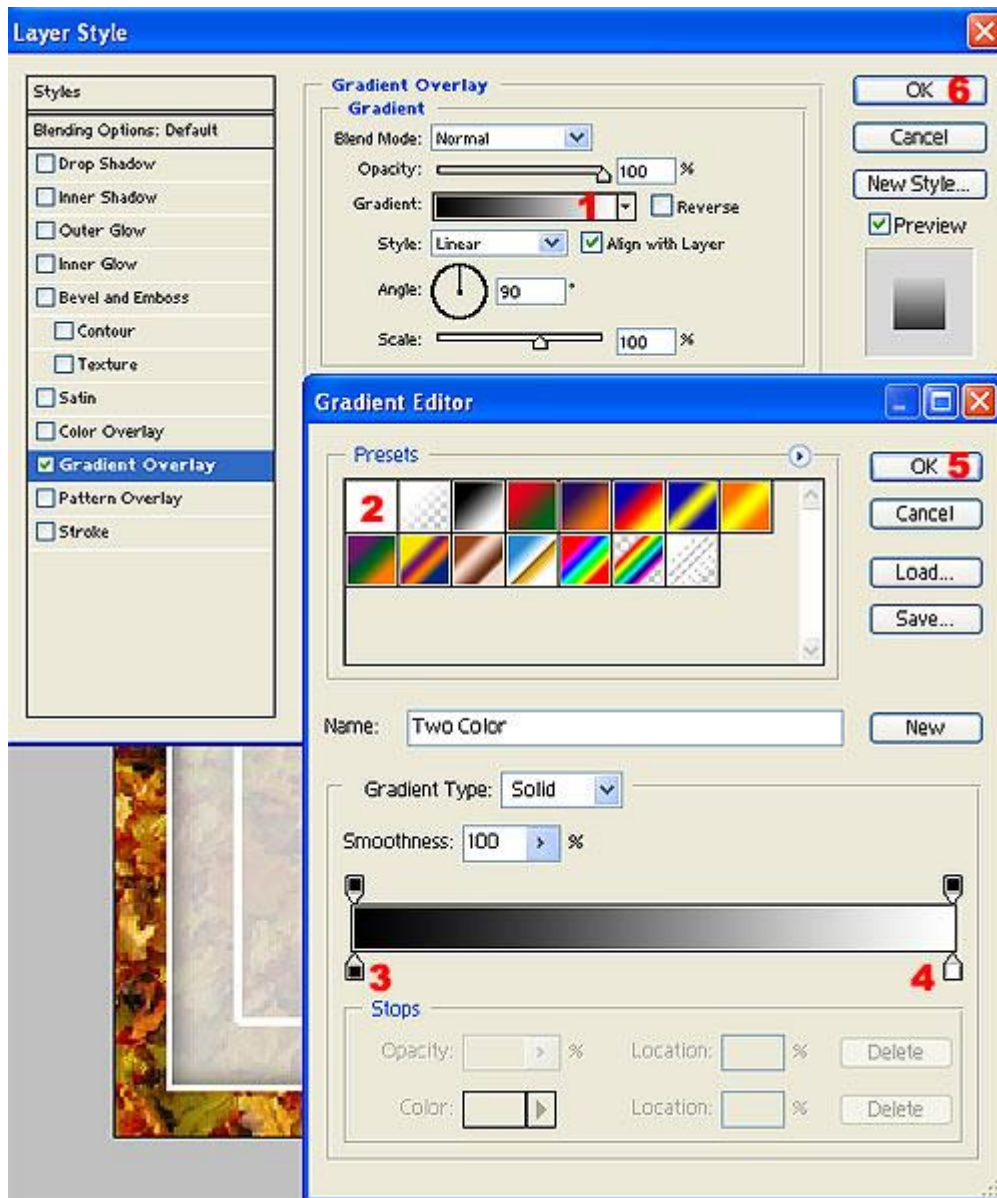 Layer Style
Styles
Blending Options: Default
Drop Shadow
Inner Shadow
Outer Glow
Inner Glow
Bevel and Emboss
Contour
Texture
Satin
Color Overlay
Gradient Overlay
Pattern Overlay
Stroke
Gradient Overlay
Gradient
Blend Mode: Normal
Opacity: 100 %
Gradient: 1 Reverse
Style: Linear Align with Layer
Angle: 90 °
Scale: 100 %
OK 6
Cancel
New Style...
Preview
Gradient Editor
Presets
2
OK 5
Cancel
Load...
Save...
Name: Two Color New
Gradient Type: Solid
Smoothness: 100 %
3 4
Stops
Opacity: % Location: % Delete
Color: Location: % Delete